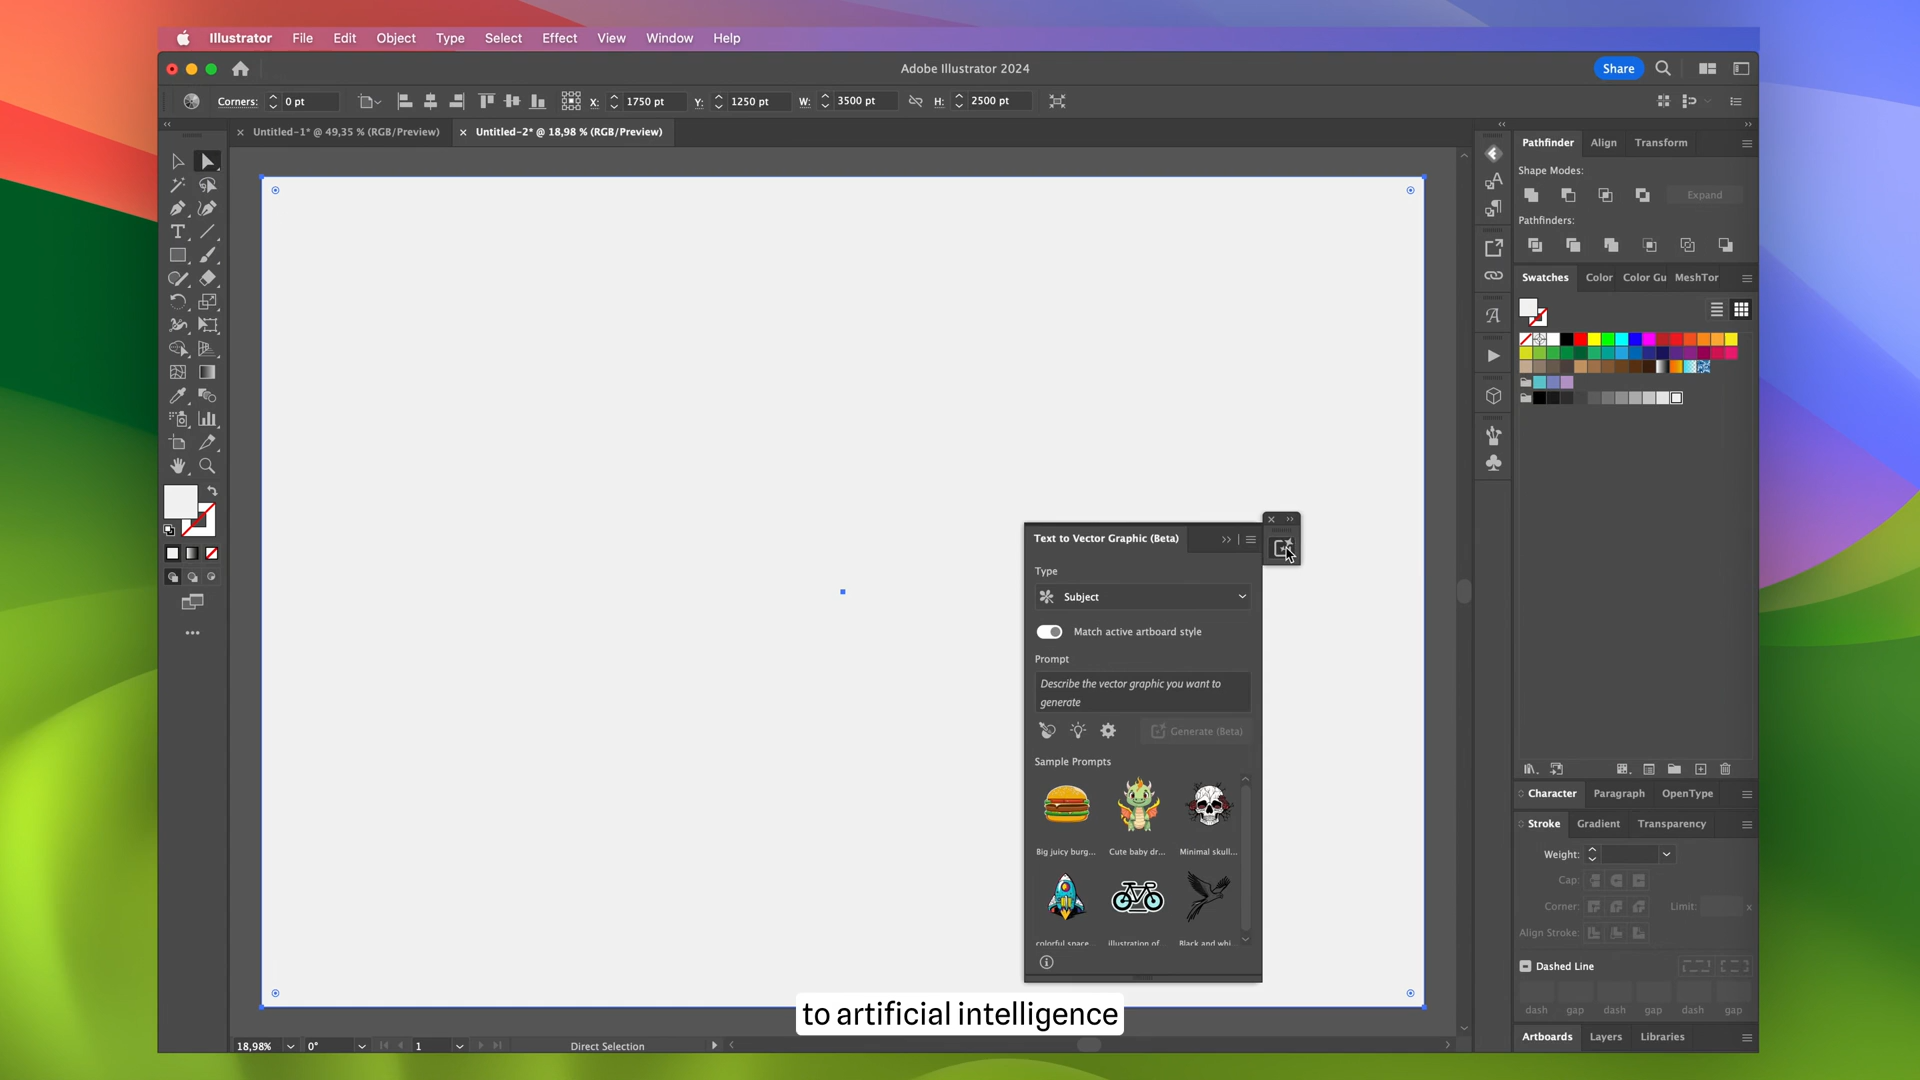 Illustrator File Edit Object Type Select Effect View Window Help
Adobe Illustrator 2024
Share
Corners: 0 pt X: 1750 pt Y: 1250 pt W: 3500 pt H: 2500 pt
Untitled-1* @ 49,35 % (RGB/Preview)
Untitled-2* @ 18,98 % (RGB/Preview)
Pathfinder Align Transform
Shape Modes:
Expand
Pathfinders:
Swatches Color Color Gu MeshTor
Text to Vector Graphic (Beta)
Type
Subject
Match active artboard style
Prompt
Describe the vector graphic you want to
generate
Generate (Beta)
Sample Prompts
Big juicy burg... Cute baby dr... Minimal skull...
colorful space... illustration of... Black and whi...
Character Paragraph OpenType
Stroke Gradient Transparency
Weight:
Cap:
Corner: Limit: x
Align Stroke:
Dashed Line
dash gap dash gap dash gap
Artboards Layers Libraries
to artificial intelligence
18,98% 0° 1 Direct Selection